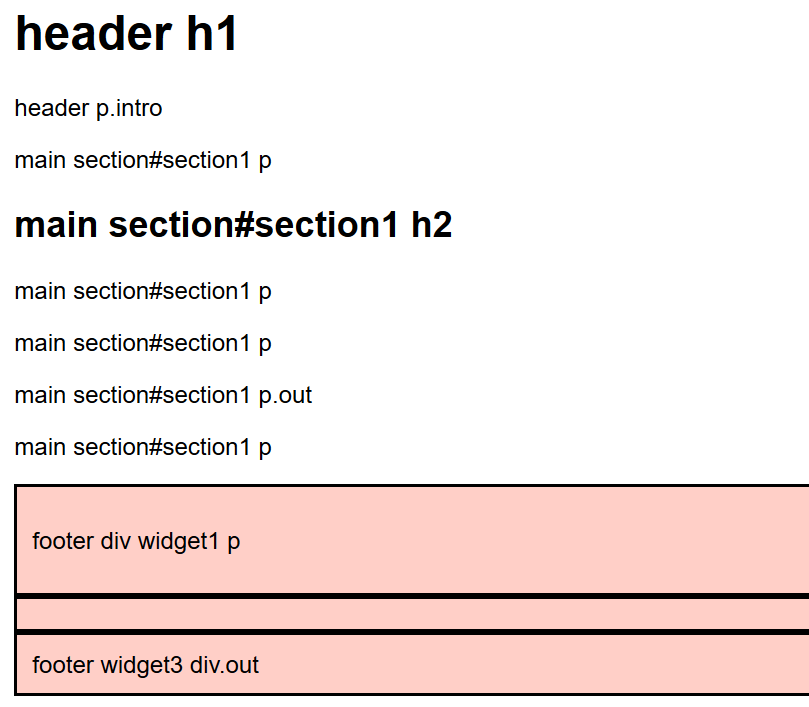 header h1
header p.intro
main section#section1 p
main section#section1 h2
main section#section1 p
main section#section1 p
main section#section1 p.out
main section#section1 p
footer div widget1 p
footer widget3 div.out